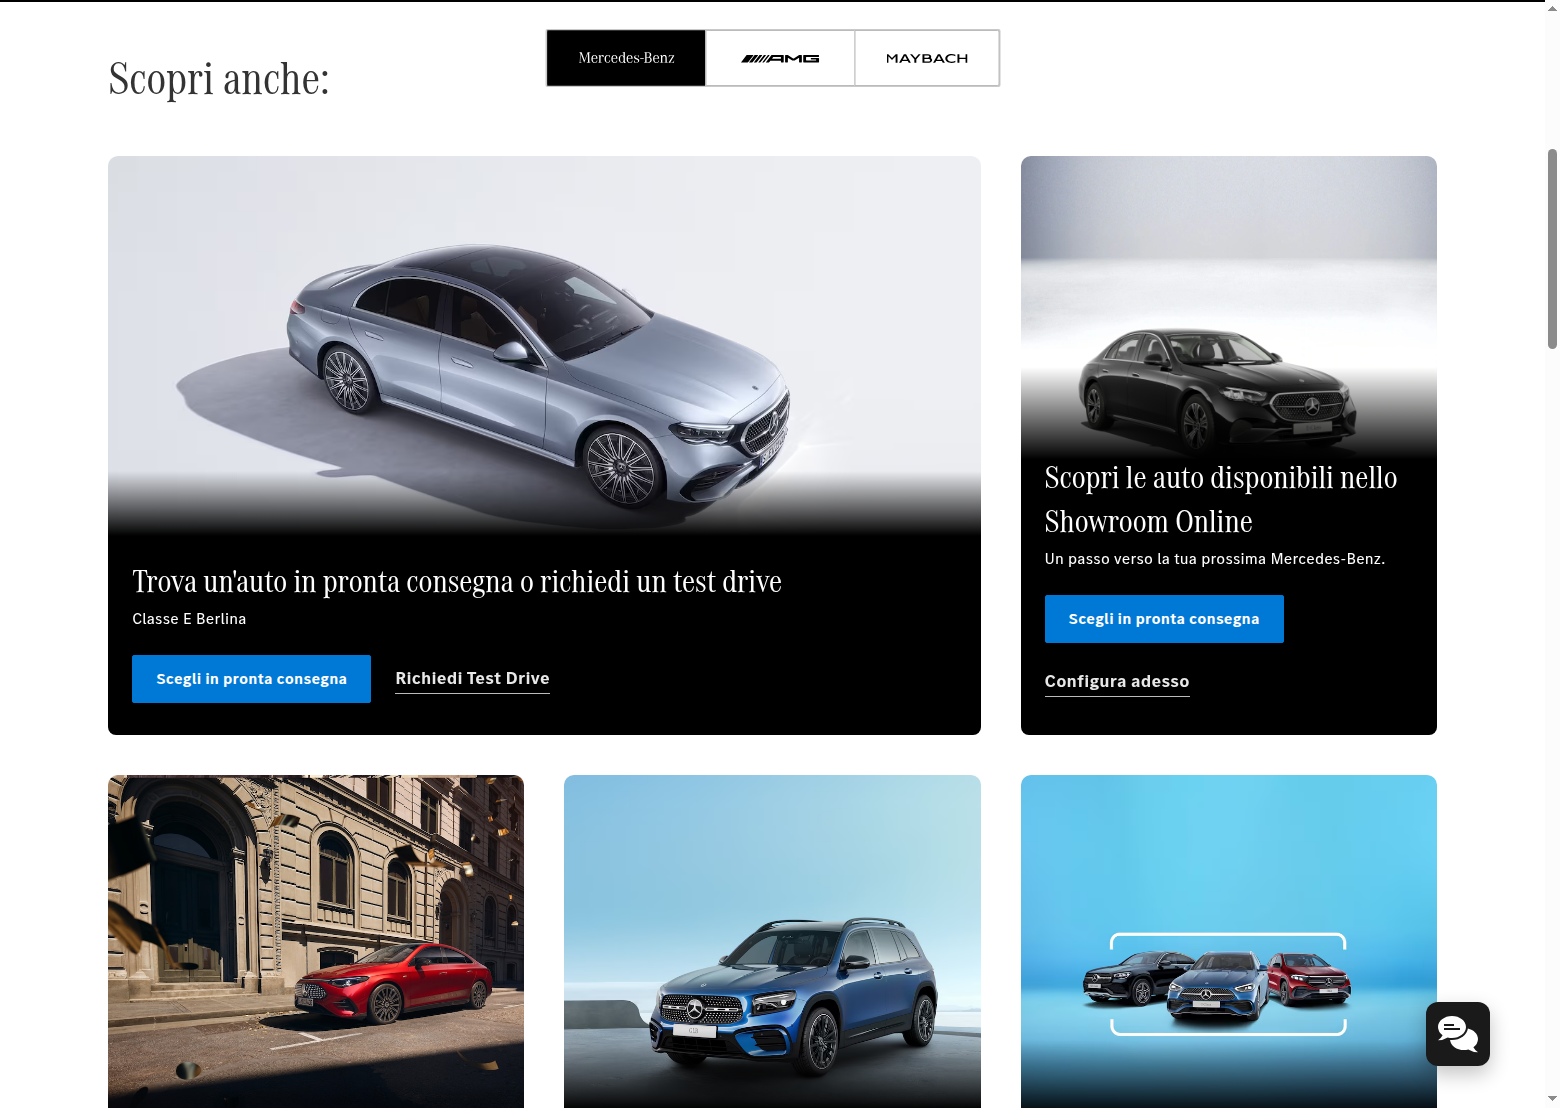 Scopri anche:
Mercedes-Benz
AMG
MAYBACH
Trova un'auto in pronta consegna o richiedi un test drive
Classe E Berlina
Scegli in pronta consegna
Richiedi Test Drive
Scopri le auto disponibili nello
Showroom Online
Un passo verso la tua prossima Mercedes-Benz.
Scegli in pronta consegna
Configura adesso